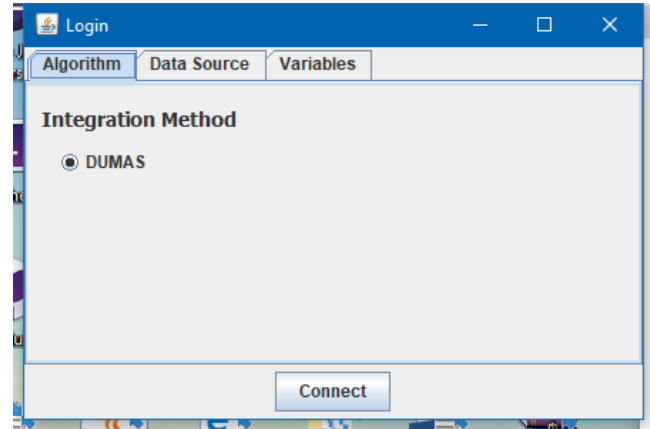 Login
Algorithm Data Source Variables
Integration Method
DUMAS
Connect